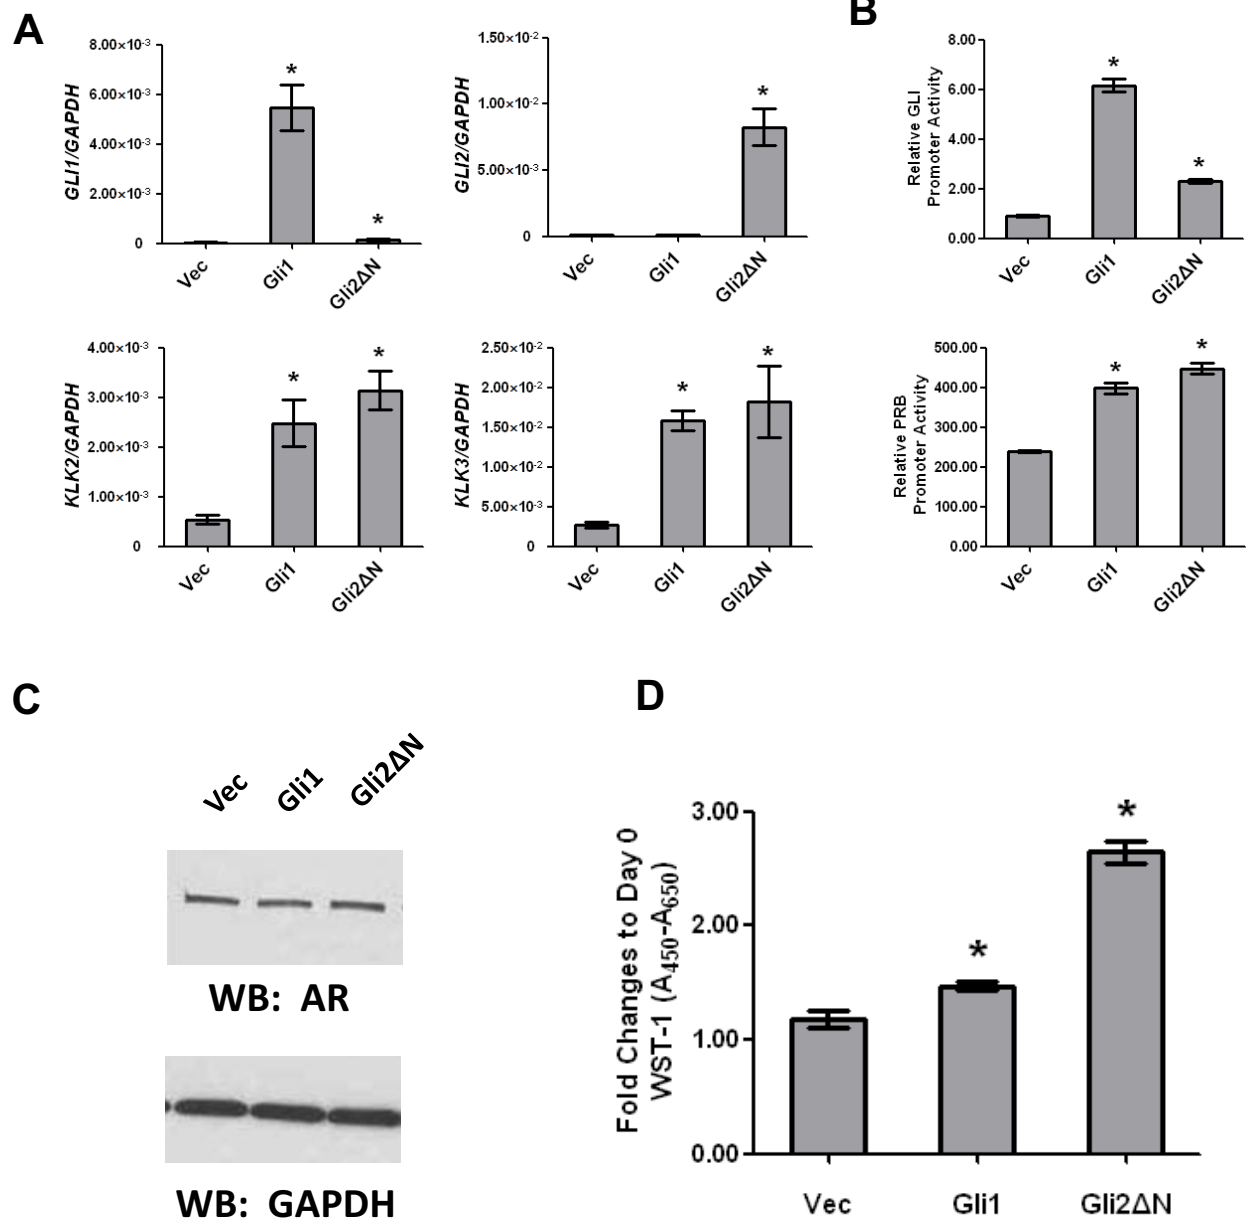 A
B
GLI1/GAPDH
8.00×10-3
6.00×10-3
4.00×10-3
2.00×10-3
0
*
*
Vec
Gli1
Gli2ΔN
GLI2/GAPDH
1.50×10-2
1.00×10-2
5.00×10-3
0
*
Vec
Gli1
Gli2ΔN
Relative GLI
Promoter Activity
8.00
6.00
4.00
2.00
0.00
*
*
Vec
Gli1
Gli2ΔN
KLK2/GAPDH
4.00×10-3
3.00×10-3
2.00×10-3
1.00×10-3
0
*
*
Vec
Gli1
Gli2ΔN
KLK3/GAPDH
2.50×10-2
2.00×10-2
1.50×10-2
1.00×10-2
5.00×10-3
0
*
*
Vec
Gli1
Gli2ΔN
Relative PRB
Promoter Activity
500.00
400.00
300.00
200.00
100.00
0.00
*
*
Vec
Gli1
Gli2ΔN
C
Vec
Gli1
Gli2ΔN
WB: AR
WB: GAPDH
D
Fold Changes to Day 0
WST-1 (A450-A650)
3.00
2.00
1.00
0.00
*
*
Vec
Gli1
Gli2ΔN